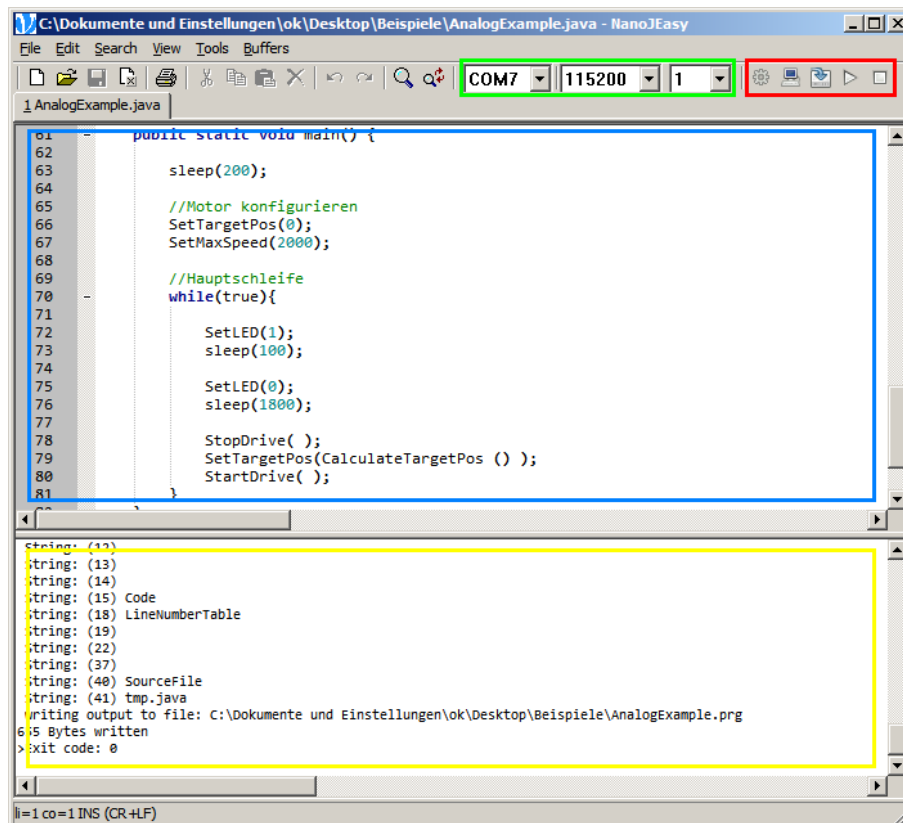 C:\Dokumente und Einstellungen\ok\Desktop\Beispiele\AnalogExample.java - NanoJEasy
File Edit Search View Tools Buffers
COM7 115200 1
1 AnalogExample.java
61 public static void main() {
62
63 sleep(200);
64
65 //Motor konfigurieren
66 SetTargetPos(0);
67 SetMaxSpeed(2000);
68
69 //Hauptschleife
70 while(true){
71
72 SetLED(1);
73 sleep(100);
74
75 SetLED(0);
76 sleep(1800);
77
78 StopDrive( );
79 SetTargetPos(CalculateTargetPos () );
80 StartDrive( );
81 }
String: (12)
String: (13)
String: (14)
String: (15) Code
String: (18) LineNumberTable
String: (19)
String: (22)
String: (37)
String: (40) SourceFile
String: (41) tmp.java
writing output to file: C:\Dokumente und Einstellungen\ok\Desktop\Beispiele\AnalogExample.prg
Bytes written
>Exit code: 0
li=1 co=1 INS (CR+LF)